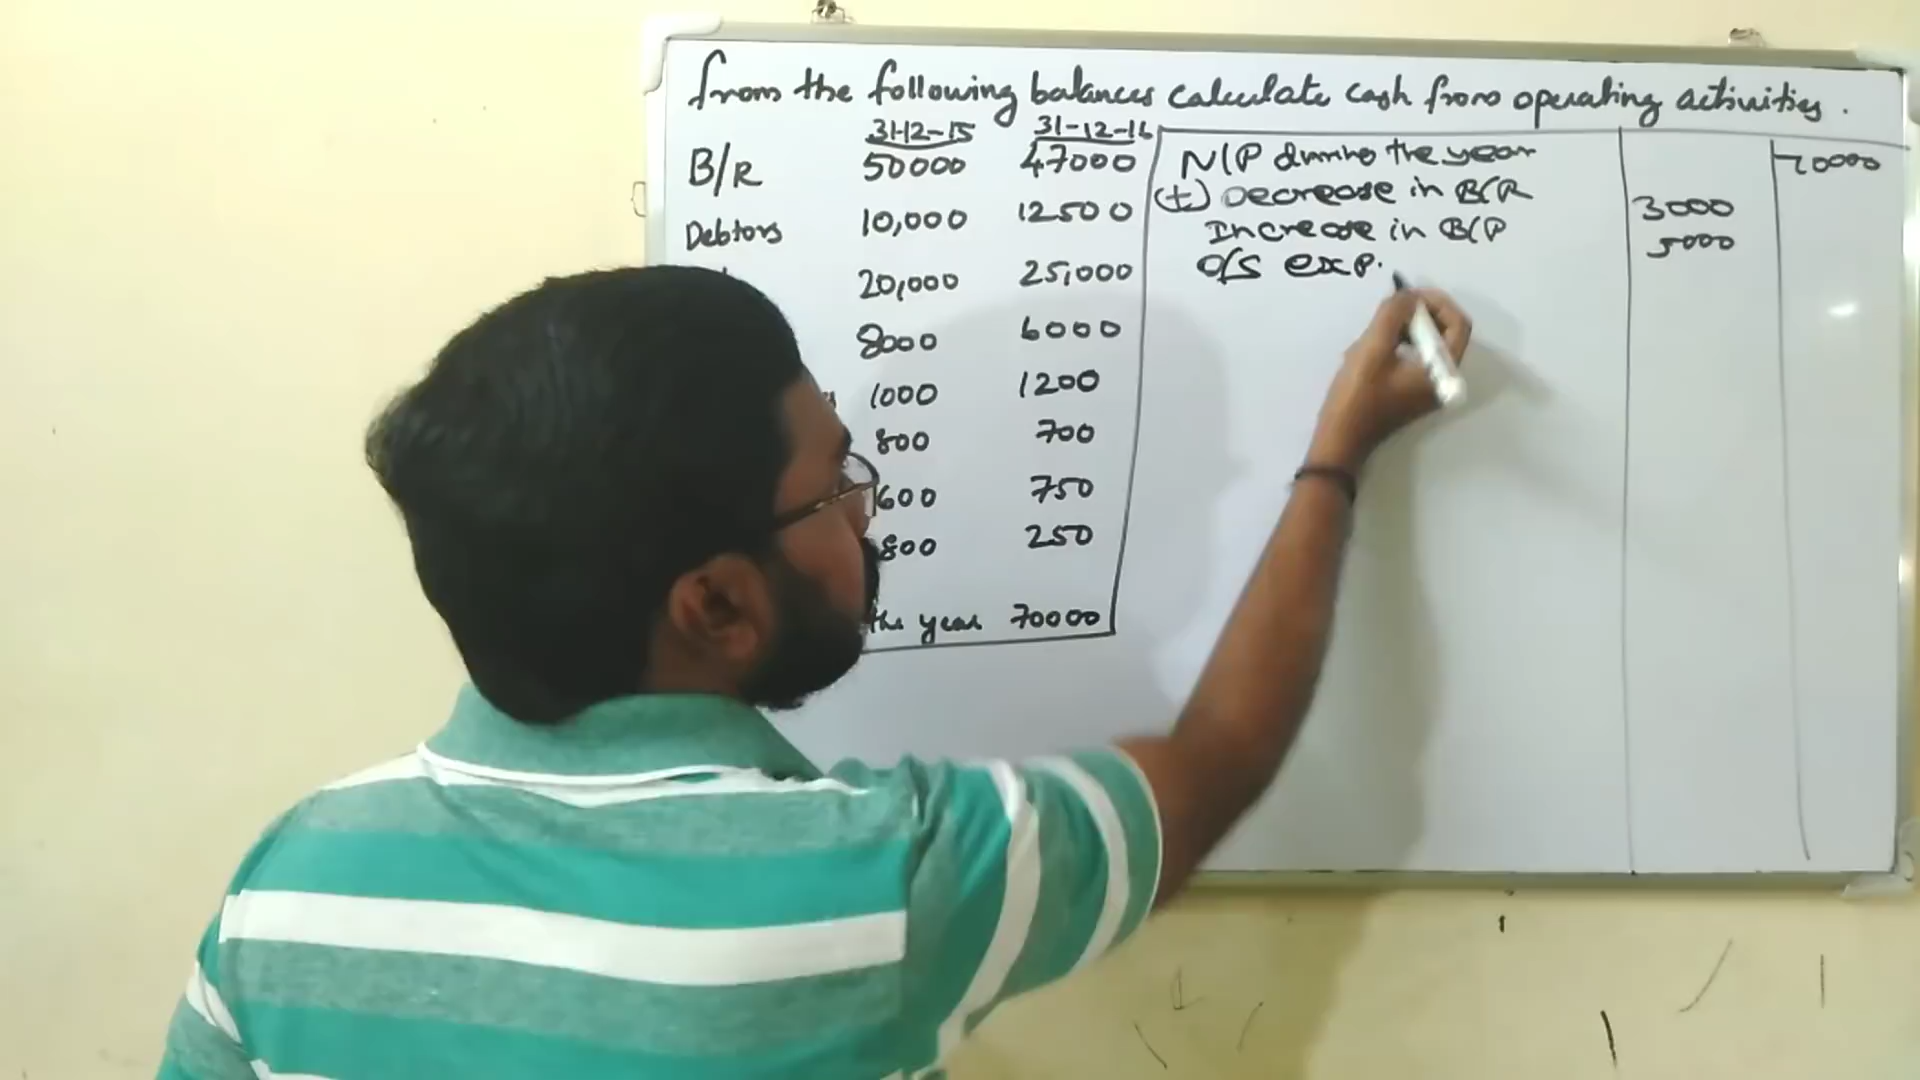 from the following balances calculate cash from operating activities.
31-12-15 31-12-16
B/R 50000 47000
Debtors 10,000 12500
20,000 25,000
8000 6000
1000 1200
800 700
600 750
800 250
the year 70000
N/P during the year 70000
(+) Decrease in B/R 3000
Increase in B/P 5000
O/S exp.